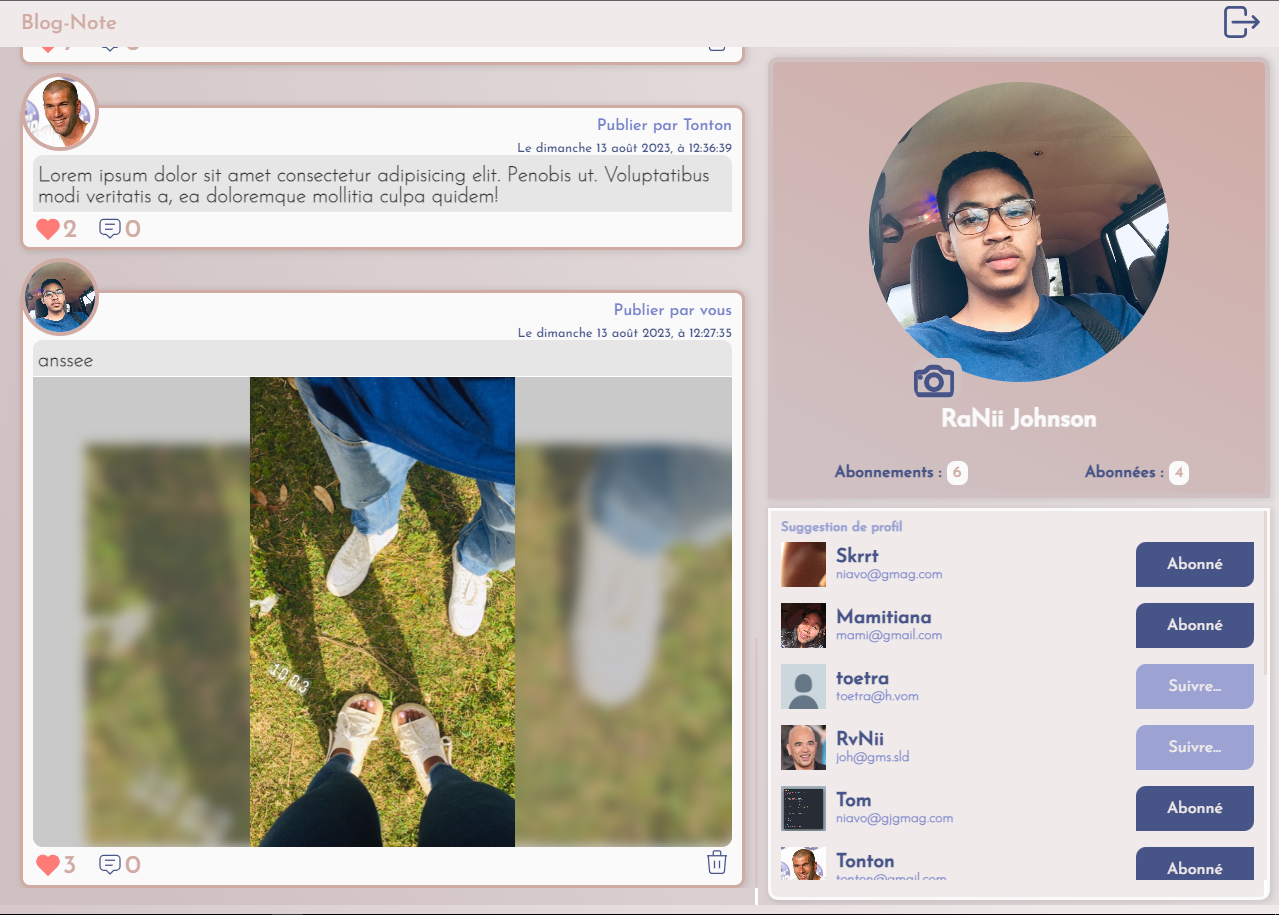 Blog-Note
Publier par Tonton
Le dimanche 13 août 2023, à 12:36:39
Lorem ipsum dolor sit amet consectetur adipisicing elit. Penobis ut. Voluptatibus
modi veritatis a, ea doloremque mollitia culpa quidem!
2 0
Publier par vous
Le dimanche 13 août 2023, à 12:27:35
anssee
10 03
3 0
RaNii Johnson
Abonnements : 6 Abonnées : 4
Suggestion de profil
Skrrt
niavo@gmag.com
Abonné
Mamitiana
mami@gmail.com
Abonné
toetra
toetra@h.vom
Suivre...
RvNii
joh@gms.sld
Suivre...
Tom
niavo@gjgmag.com
Abonné
Tonton
tonton@gmail.com
Abonné